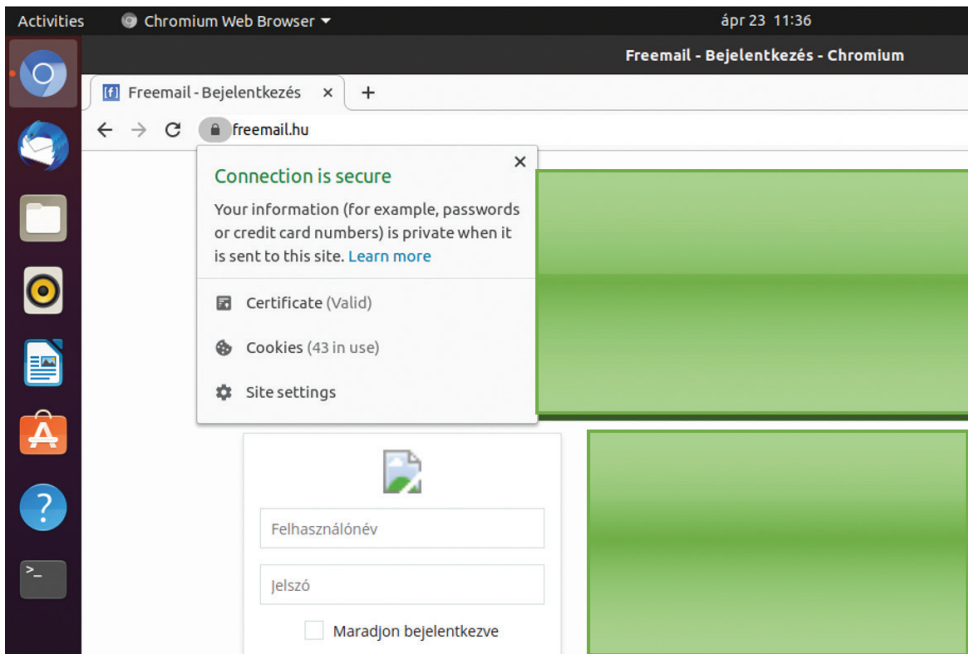 Activities
Chromium Web Browser
ápr 23 11:36
Freemail - Bejelentkezés - Chromium
Freemail - Bejelentkezés
freemail.hu
Connection is secure
Your information (for example, passwords
or credit card numbers) is private when it
is sent to this site. Learn more
Certificate (Valid)
Cookies (43 in use)
Site settings
Felhasználónév
Jelszó
Maradjon bejelentkezve